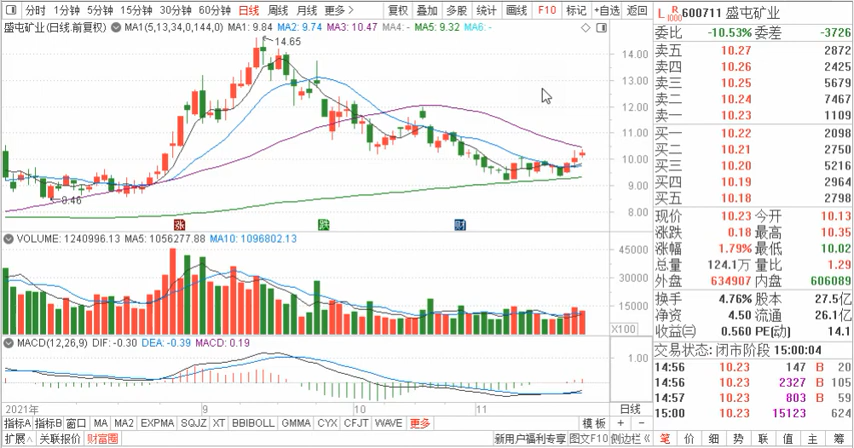 分时 1分钟 5分钟 15分钟 30分钟 60分钟 日线 周线 月线 更多 > 复权 叠加 多股 统计 画线 F10 标记 +自选 返回
L R 1000 600711 盛屯矿业
盛屯矿业(日线.前复权) MA1(5,13,34,0,144,0) MA1: 9.84 MA2: 9.74 MA3: 10.47 MA4: - MA5: 9.32 MA6: -
委比 -10.53% 委差 -3726
卖五 10.27 2872
卖四 10.26 2425
卖三 10.25 5679
卖二 10.24 7467
卖一 10.23 1109
买一 10.22 2098
买二 10.21 2750
买三 10.20 5216
买四 10.19 2964
买五 10.18 2798
现价 10.23 今开 10.13
涨跌 0.18 最高 10.35
涨幅 1.79% 最低 10.02
总量 124.1万 量比 1.29
外盘 634907 内盘 606089
换手 4.76% 股本 27.5亿
净资 4.50 流通 26.1亿
收益㈢ 0.560 PE(动) 14.1
交易状态: 闭市阶段 15:00:04
14:56 10.23 147 B 20
14:56 10.23 2327 B 105
14:57 10.23 803 B 59
15:00 10.23 15123 624
笔 价 细 势 联 值 主 筹
14.65
8.46
14.00
13.00
12.00
11.00
10.00
9.00
8.00
涨
跌
财
VOLUME: 1240996.13 MA5: 1056277.88 MA10: 1096802.13
45000
30000
15000
X100
MACD(12,26,9) DIF: -0.30 DEA: -0.39 MACD: 0.19
1.00
2021年 9 10 11 日线
指标A 指标B 窗口 MA MA2 EXPMA SQJZ XT BBIBOLL GMMA CYX CFJT WAVE 更多 模板 + −
扩展∧ 关联报价 财富圈 新用户福利专享 图文F10 侧边栏《